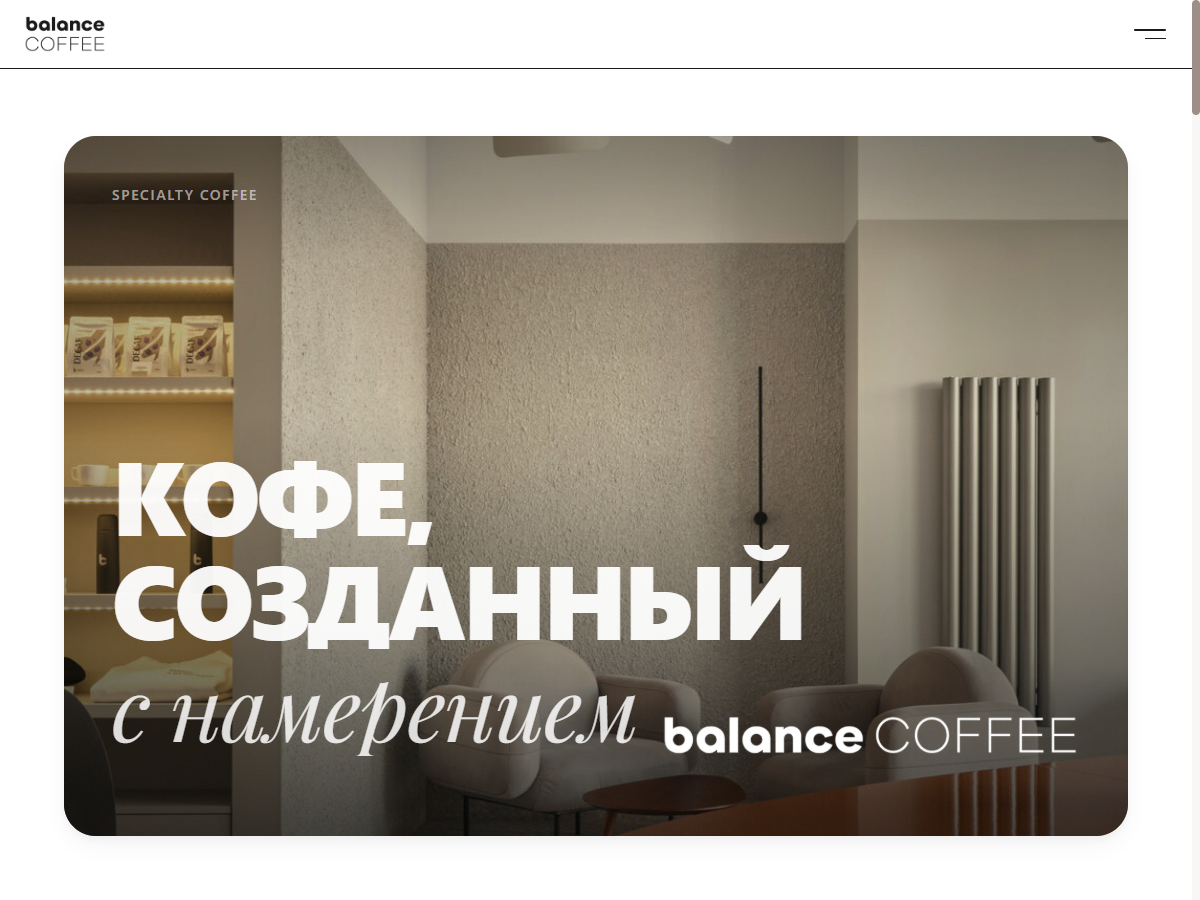 balance
COFFEE
SPECIALTY COFFEE
КОФЕ,
СОЗДАННЫЙ
с намерением
balance COFFEE